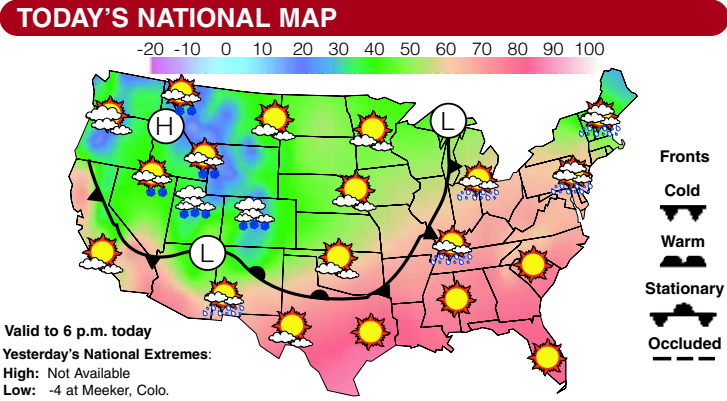 TODAY'S NATIONAL MAP
-20 -10 0 10 20 30 40 50 60 70 80 90 100
H
L
L
Fronts
Cold
Warm
Stationary
Occluded
Valid to 6 p.m. today
Yesterday's National Extremes:
High: Not Available
Low: -4 at Meeker, Colo.